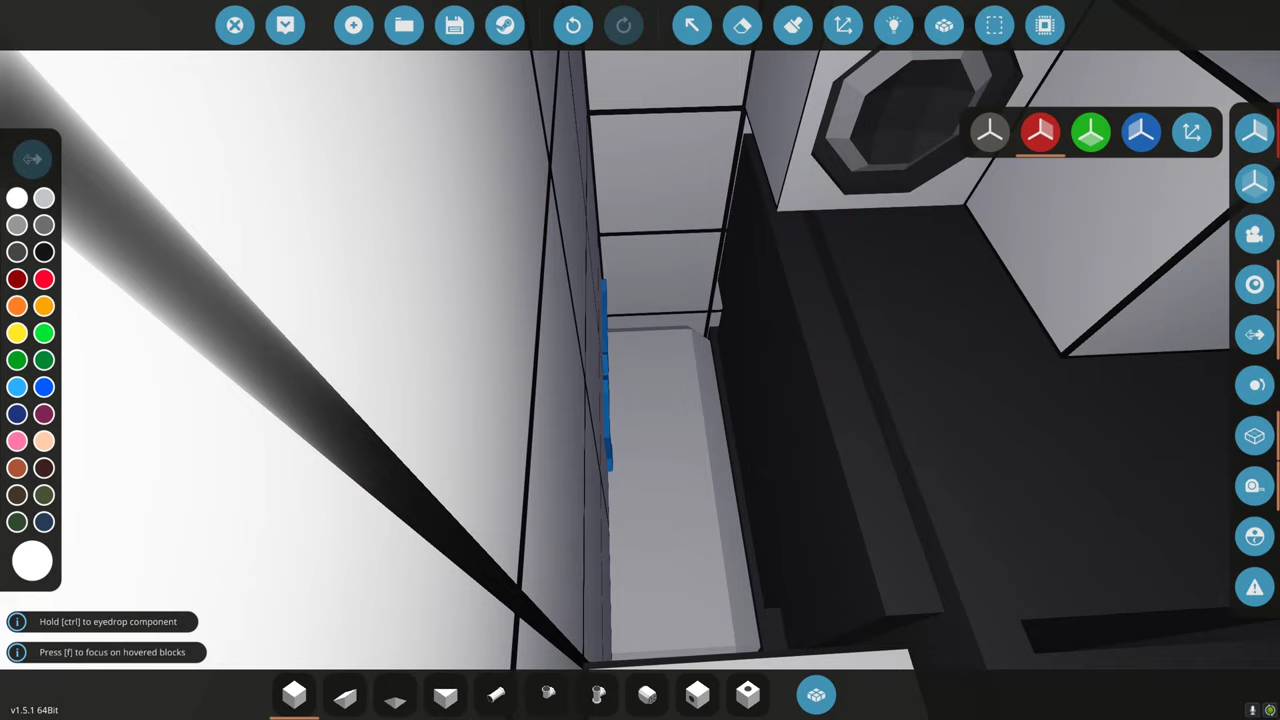 Hold [ctrl] to eyedrop component
Press [f] to focus on hovered blocks
v1.5.1 64Bit